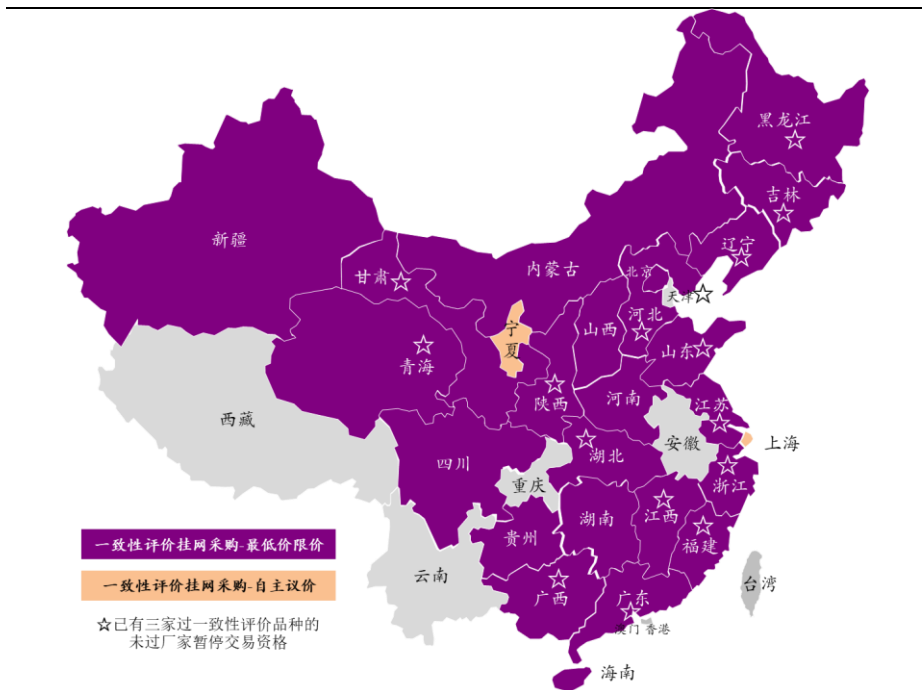 黑龙江
吉林
辽宁
新疆
内蒙古
北京
甘肃
天津
宁夏
山西
河北
山东
青海
陕西
河南
江苏
西藏
安徽
上海
湖北
四川
重庆
浙江
湖南
江西
贵州
福建
云南
台湾
广西
广东
澳门 香港
海南
一致性评价挂网采购-最低价限价
一致性评价挂网采购-自主议价
☆已有三家过一致性评价品种的
未过厂家暂停交易资格